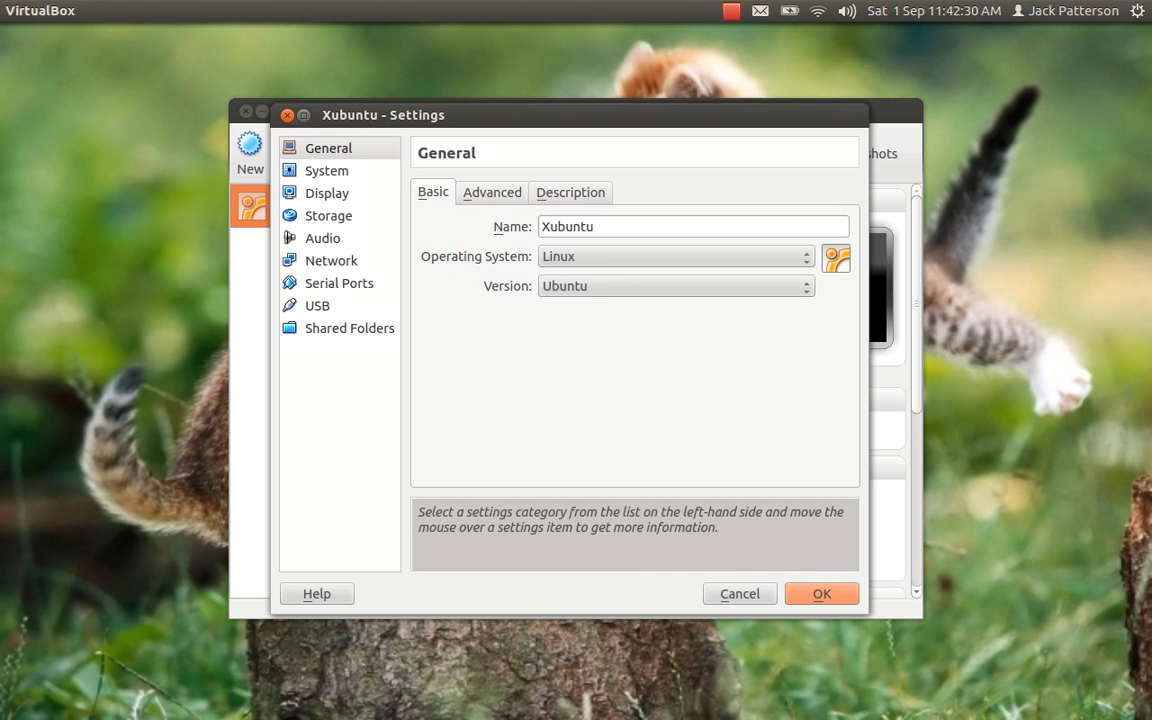 VirtualBox
Sat 1 Sep 11:42:30 AM Jack Patterson
Xubuntu - Settings
New
shots
General
System
Display
Storage
Audio
Network
Serial Ports
USB
Shared Folders
General
Basic Advanced Description
Name: Xubuntu
Operating System: Linux
Version: Ubuntu
Select a settings category from the list on the left-hand side and move the
mouse over a settings item to get more information.
Help Cancel OK